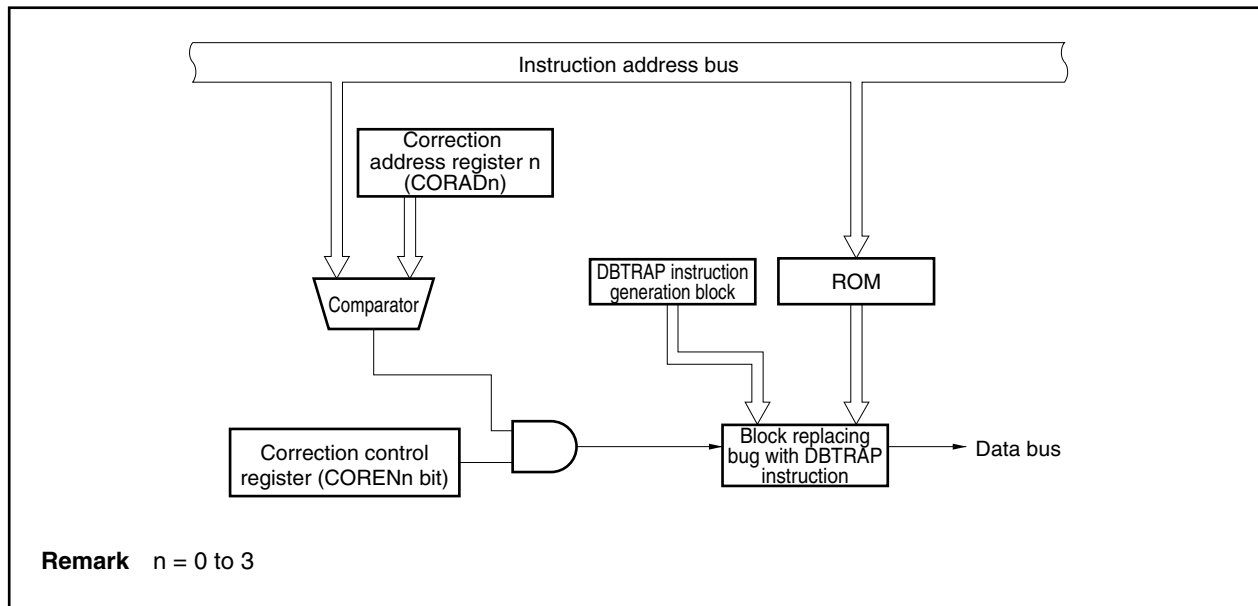 Instruction address bus
Correction
address register n
(CORADn)
Comparator
DBTRAP instruction
generation block
ROM
Correction control
register (CORENn bit)
Block replacing
bug with DBTRAP
instruction
Data bus
Remark n = 0 to 3